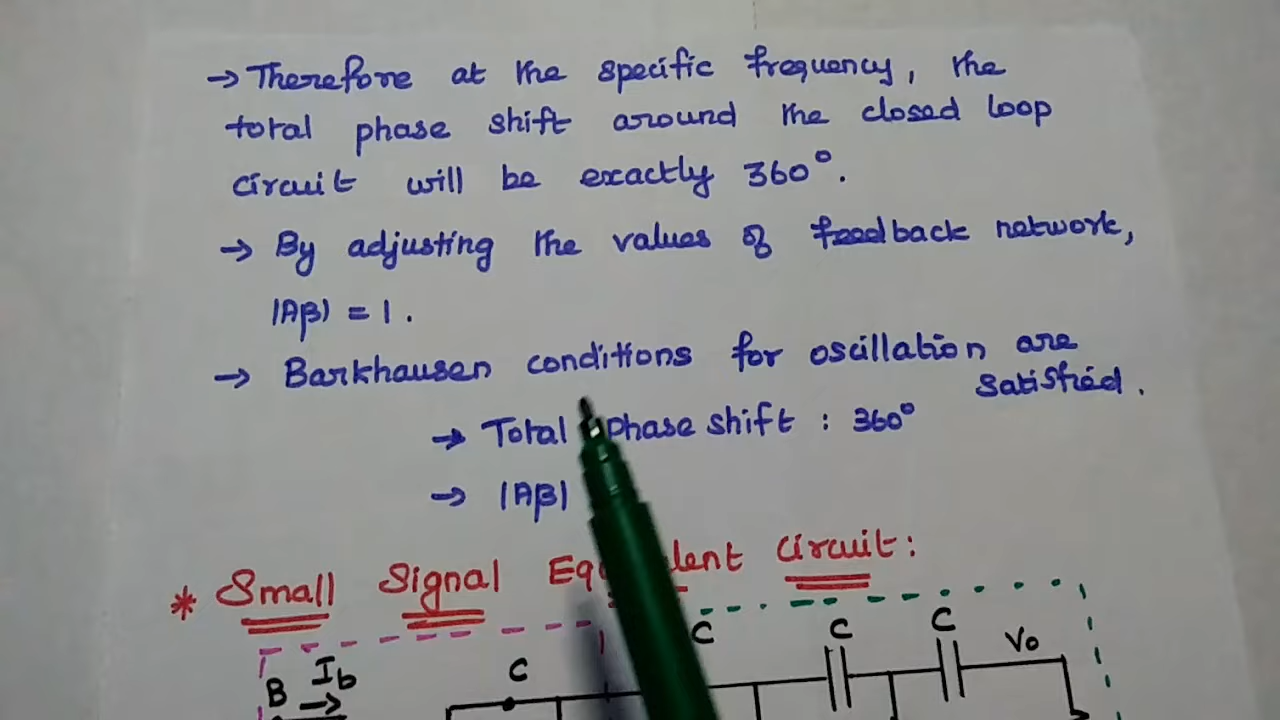 → Therefore at the specific frequency, the
total phase shift around the closed loop
circuit will be exactly 360°.
→ By adjusting the values of feedback network,
|Aβ| = 1.
→ Barkhausen conditions for oscillation are
satisfied.
→ Total phase shift : 360°
→ |Aβ|
* Small Signal Eq lent Circuit:
C C C Vo
B Ib → C